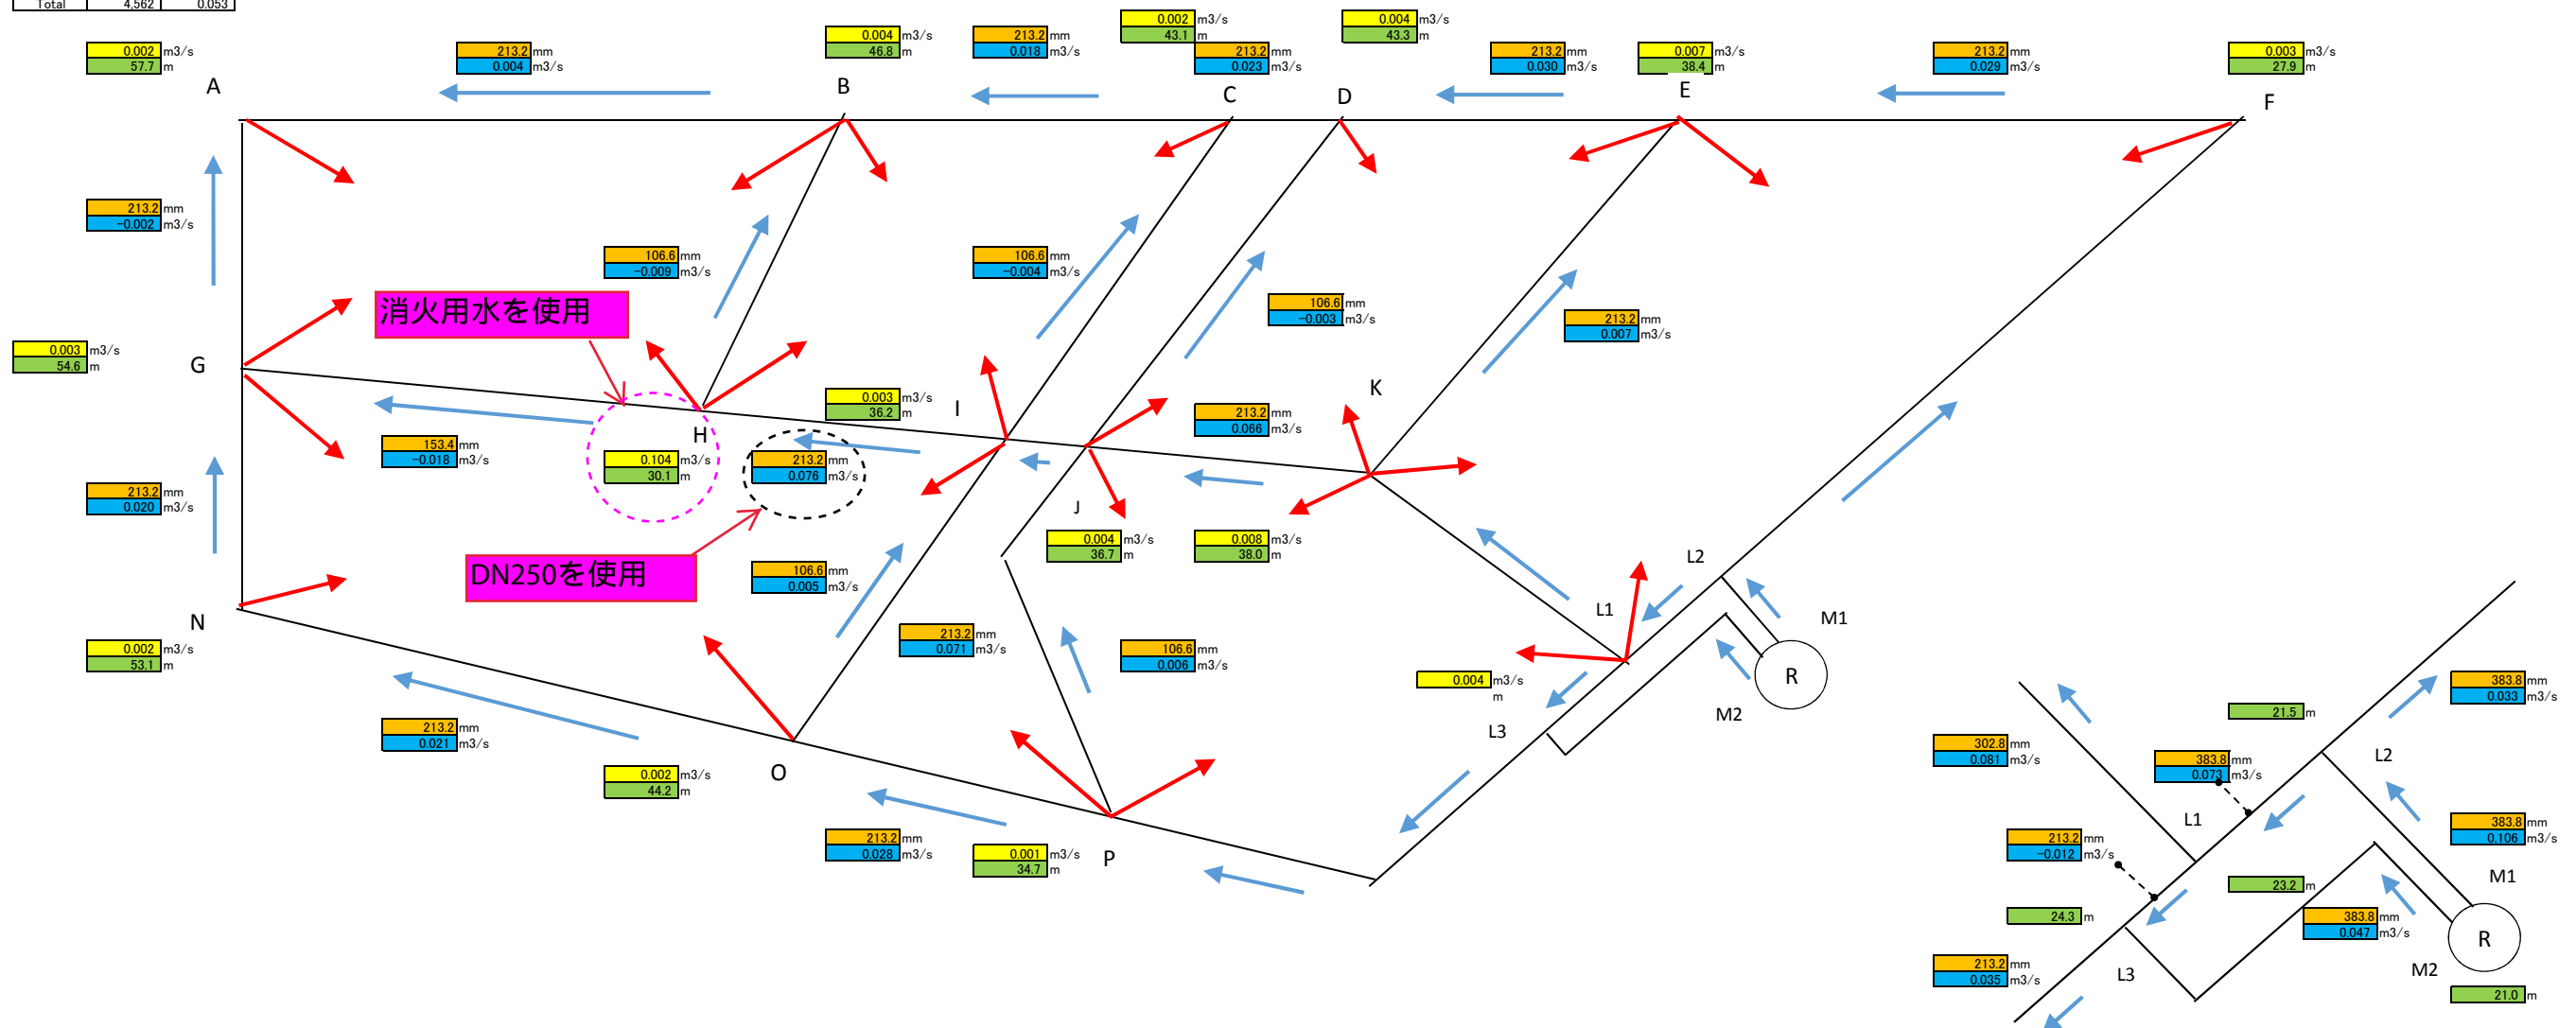 Total 4,562 0.053
0.002 m3/s
57.7 m
A
213.2 mm
0.004 m3/s
0.004 m3/s
46.8 m
B
213.2 mm
0.018 m3/s
0.002 m3/s
43.1 m
213.2 mm
0.023 m3/s
C
0.004 m3/s
43.3 m
D
213.2 mm
0.030 m3/s
0.007 m3/s
38.4 m
E
213.2 mm
0.029 m3/s
0.003 m3/s
27.9 m
F
213.2 mm
-0.002 m3/s
106.6 mm
-0.009 m3/s
106.6 mm
-0.004 m3/s
106.6 mm
-0.003 m3/s
213.2 mm
0.007 m3/s
消火用水を使用
0.003 m3/s
54.6 m
G
0.003 m3/s
36.2 m
I
213.2 mm
0.066 m3/s
K
153.4 mm
-0.018 m3/s
H
0.104 m3/s
30.1 m
213.2 mm
0.076 m3/s
213.2 mm
0.020 m3/s
J
0.004 m3/s
36.7 m
0.008 m3/s
38.0 m
DN250を使用
106.6 mm
0.005 m3/s
L2
L1
M1
N
0.002 m3/s
53.1 m
213.2 mm
0.071 m3/s
106.6 mm
0.006 m3/s
0.004 m3/s
m
R
M2
L3
213.2 mm
0.021 m3/s
O
0.002 m3/s
44.2 m
213.2 mm
0.028 m3/s
0.001 m3/s
34.7 m
P
383.8 mm
0.033 m3/s
21.5 m
302.8 mm
0.081 m3/s
383.8 mm
0.073 m3/s
L2
L1
383.8 mm
0.106 m3/s
213.2 mm
-0.012 m3/s
M1
23.2 m
24.3 m
383.8 mm
0.047 m3/s
R
213.2 mm
0.035 m3/s
L3
M2
21.0 m